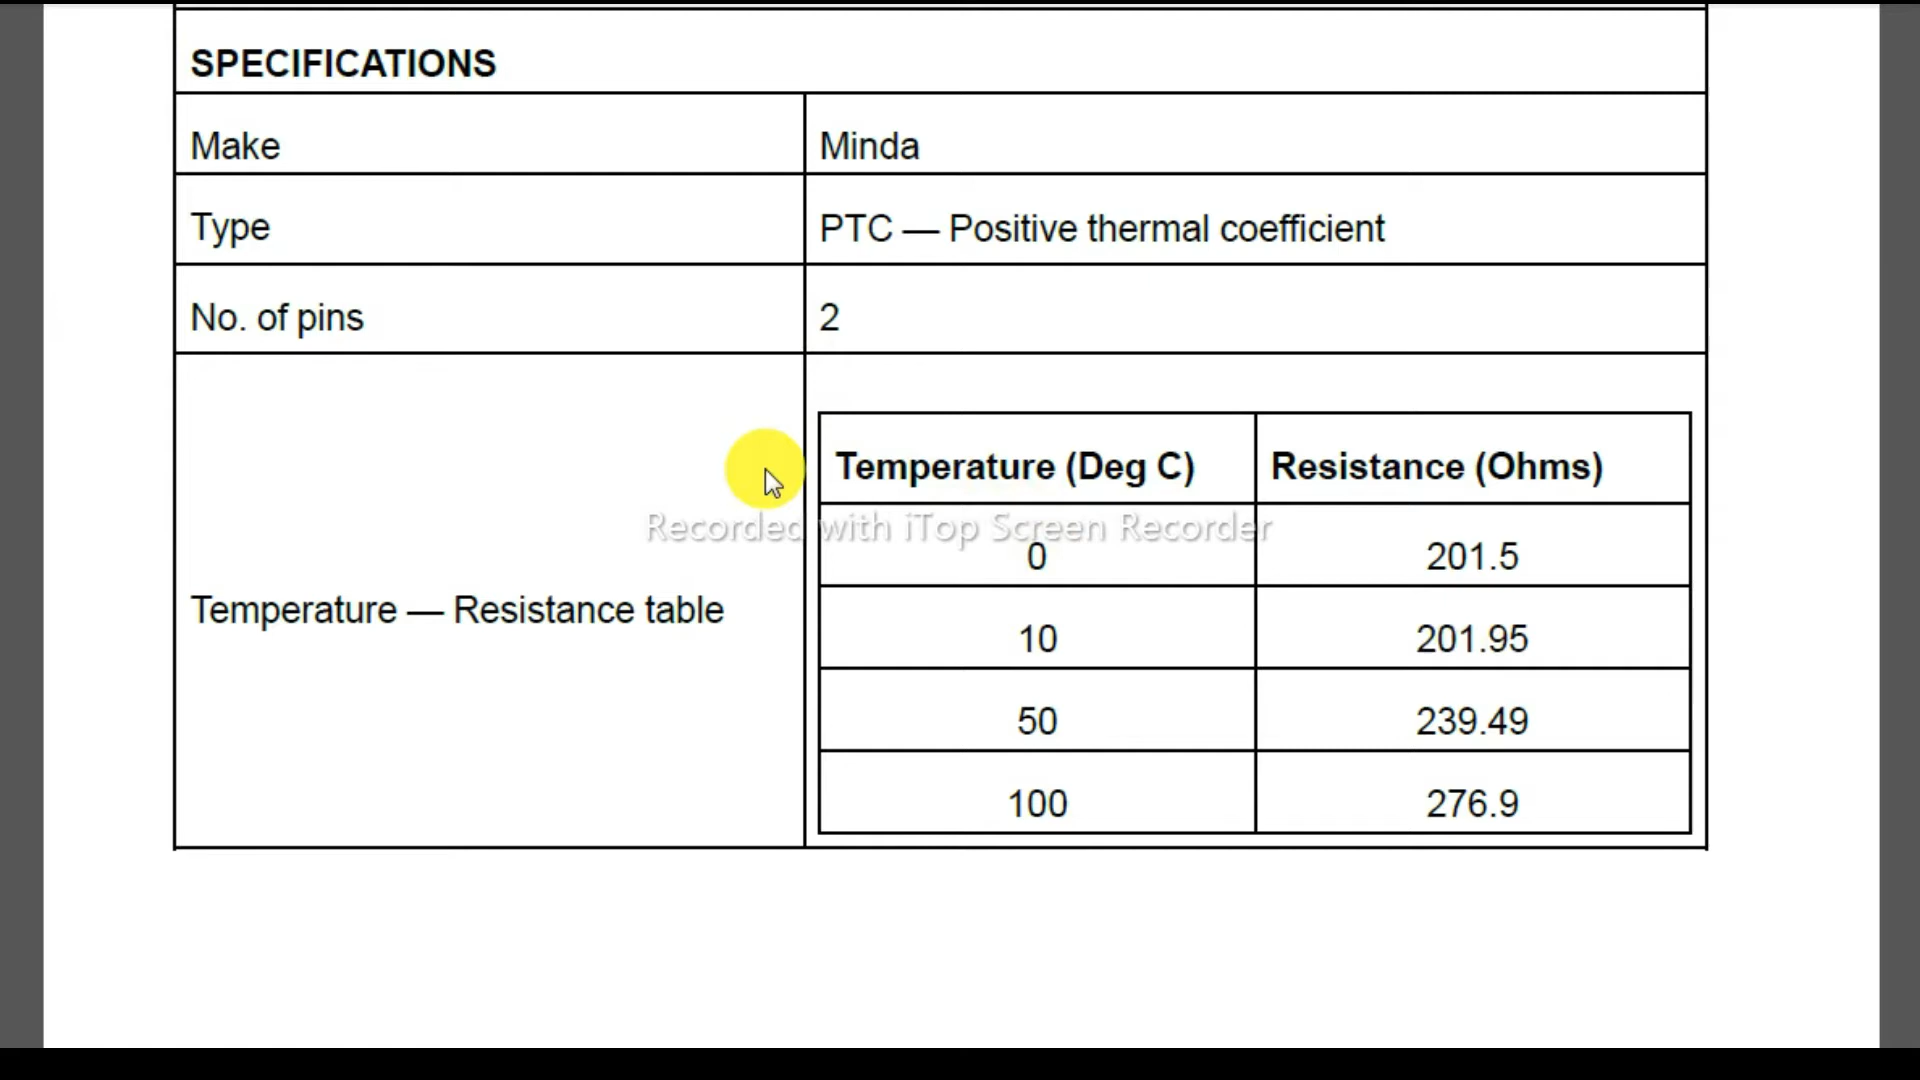 SPECIFICATIONS
Make Minda
Type PTC — Positive thermal coefficient
No. of pins 2
Temperature — Resistance table
Temperature (Deg C) Resistance (Ohms)
Recorded with iTop Screen Recorder
0 201.5
10 201.95
50 239.49
100 276.9